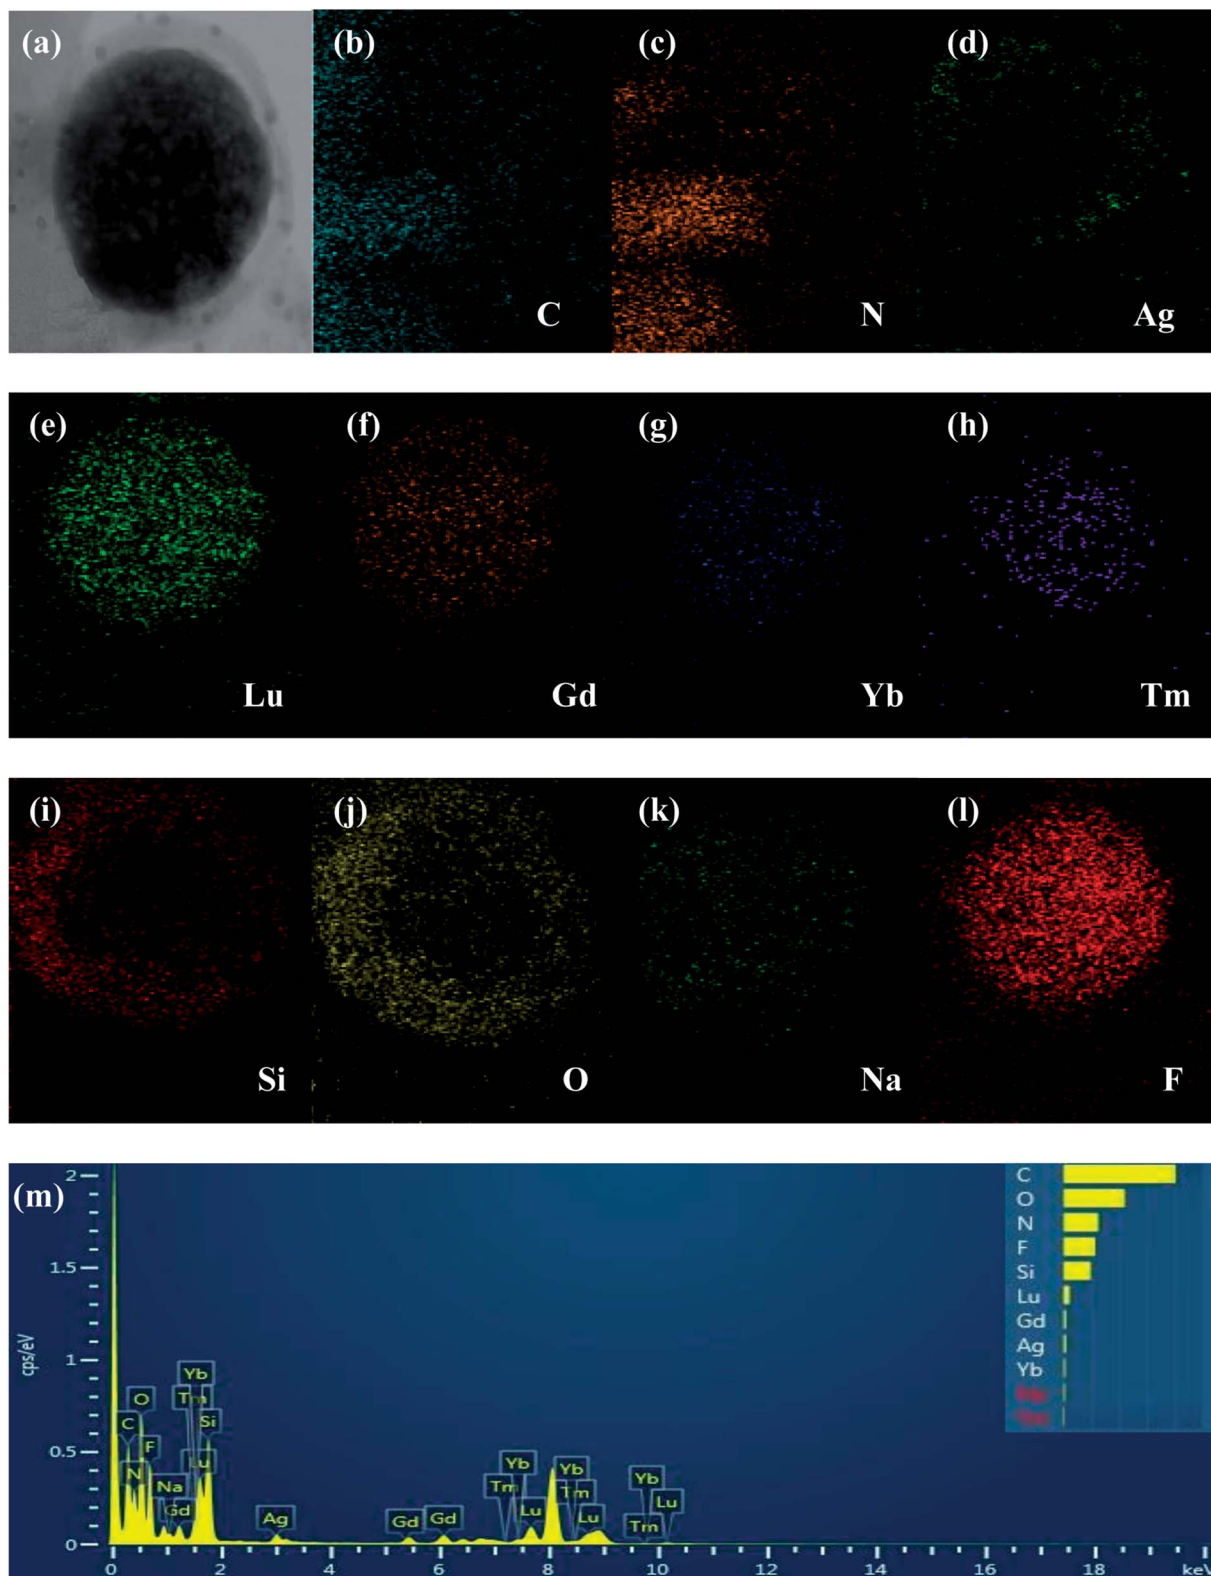 (a)
(b)
(c)
(d)
C
N
Ag
(e)
(f)
(g)
(h)
Lu
Gd
Yb
Tm
(i)
(j)
(k)
(l)
Si
O
Na
F
(m)
2
1.5
1
0.5
0
cps/eV
Yb
O
Tm
C
Si
F
Lu
N
Na
Gd
Ag
Gd
Gd
Yb
Tm
Lu
Yb
Tm
Lu
Yb
Lu
Tm
0 2 4 6 8 10 12 14 16 18
C
O
N
F
Si
Lu
Gd
Ag
Yb